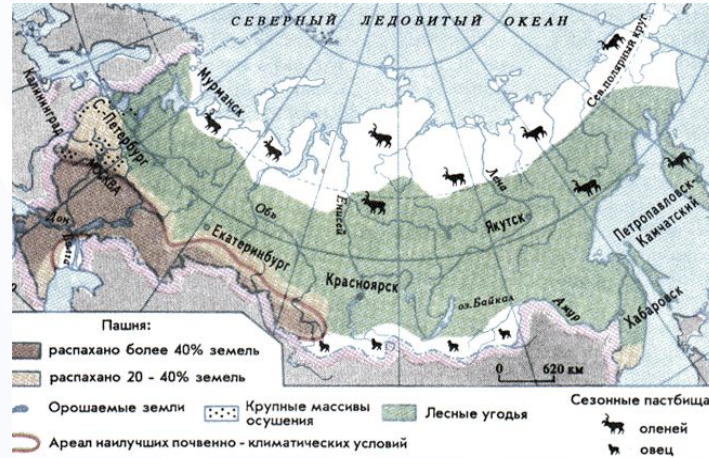 СЕВЕРНЫЙ ЛЕДОВИТЫЙ ОКЕАН
Сев.полярный круг
Мурманск
Калининград
С-Петербург
МОСКВА
Дон
Волга
Екатеринбург
Обь
Енисей
Лена
Якутск
Красноярск
оз.Байкал
Амур
Хабаровск
Петропавловск-
Камчатский
0 620 км
Пашня:
распахано более 40% земель
распахано 20 - 40% земель
Орошаемые земли
Крупные массивы
осушения
Лесные угодья
Ареал наилучших почвенно - климатических условий
Сезонные пастбища
оленей
овец